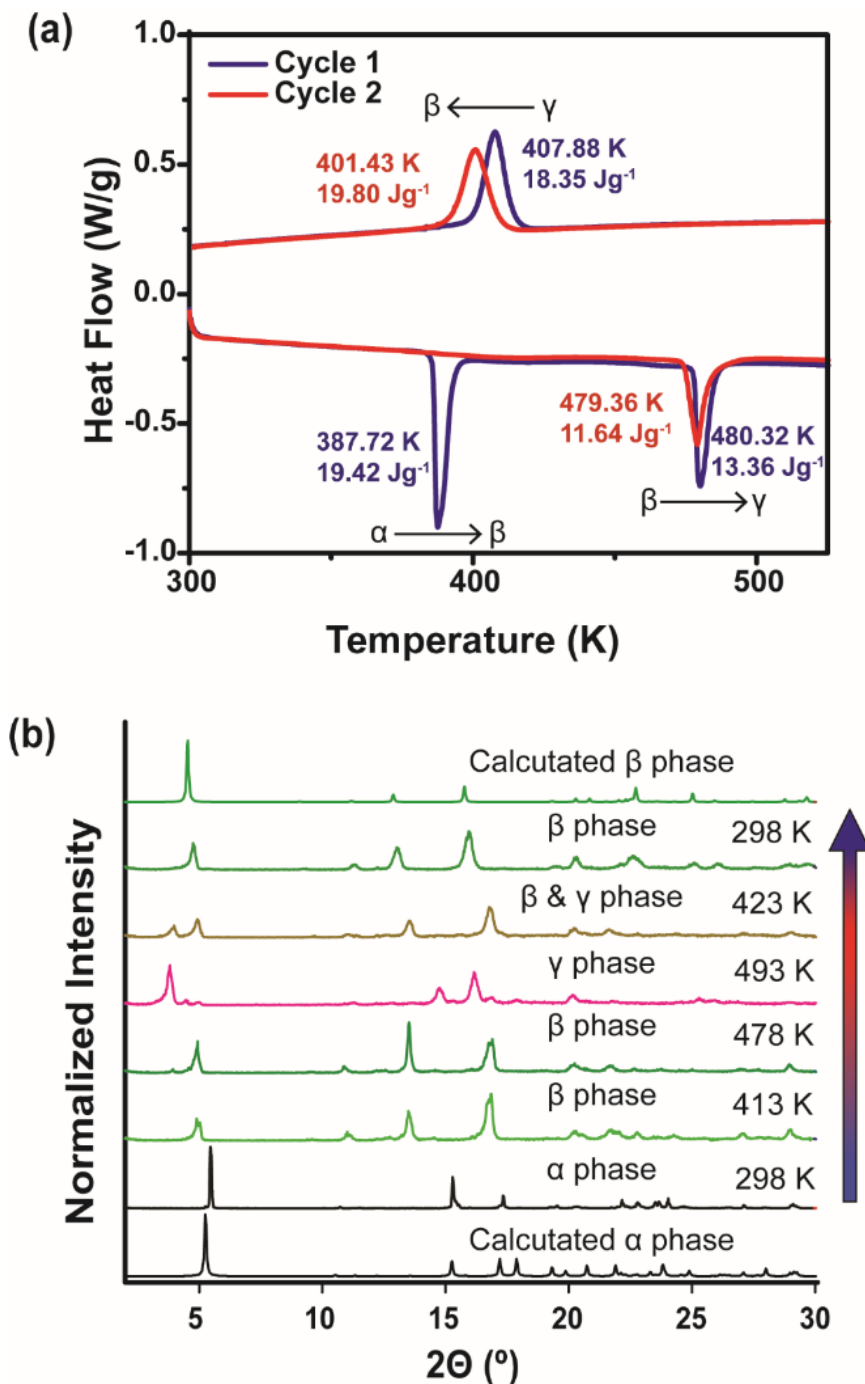 (a)
1.0
Cycle 1
Cycle 2
β ← γ
401.43 K
19.80 Jg⁻¹
407.88 K
18.35 Jg⁻¹
0.5
0.0
-0.5
-1.0
Heat Flow (W/g)
387.72 K
19.42 Jg⁻¹
479.36 K
11.64 Jg⁻¹
480.32 K
13.36 Jg⁻¹
α → β
β → γ
300 400 500
Temperature (K)
(b)
Normalized Intensity
Calcutated β phase
β phase 298 K
β & γ phase 423 K
γ phase 493 K
β phase 478 K
β phase 413 K
α phase 298 K
Calcutated α phase
5 10 15 20 25 30
2Θ (º)